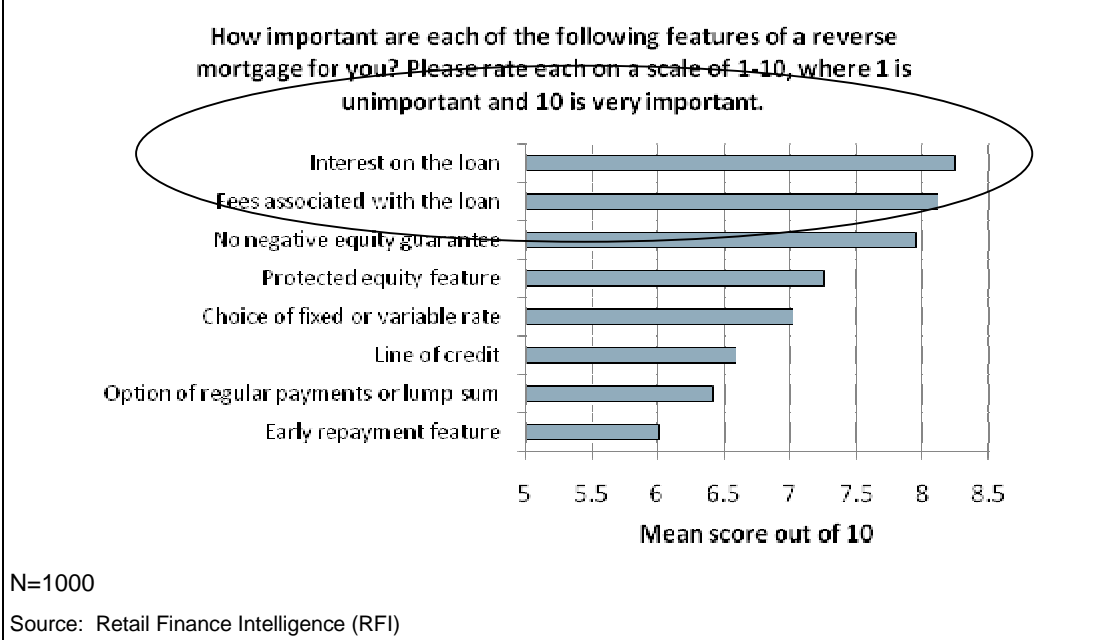 How important are each of the following features of a reverse
mortgage for you? Please rate each on a scale of 1-10, where 1 is
unimportant and 10 is very important.
Interest on the loan
Fees associated with the loan
No negative equity guarantee
Protected equity feature
Choice of fixed or variable rate
Line of credit
Option of regular payments or lump sum
Early repayment feature
5 5.5 6 6.5 7 7.5 8 8.5
Mean score out of 10
N=1000
Source: Retail Finance Intelligence (RFI)